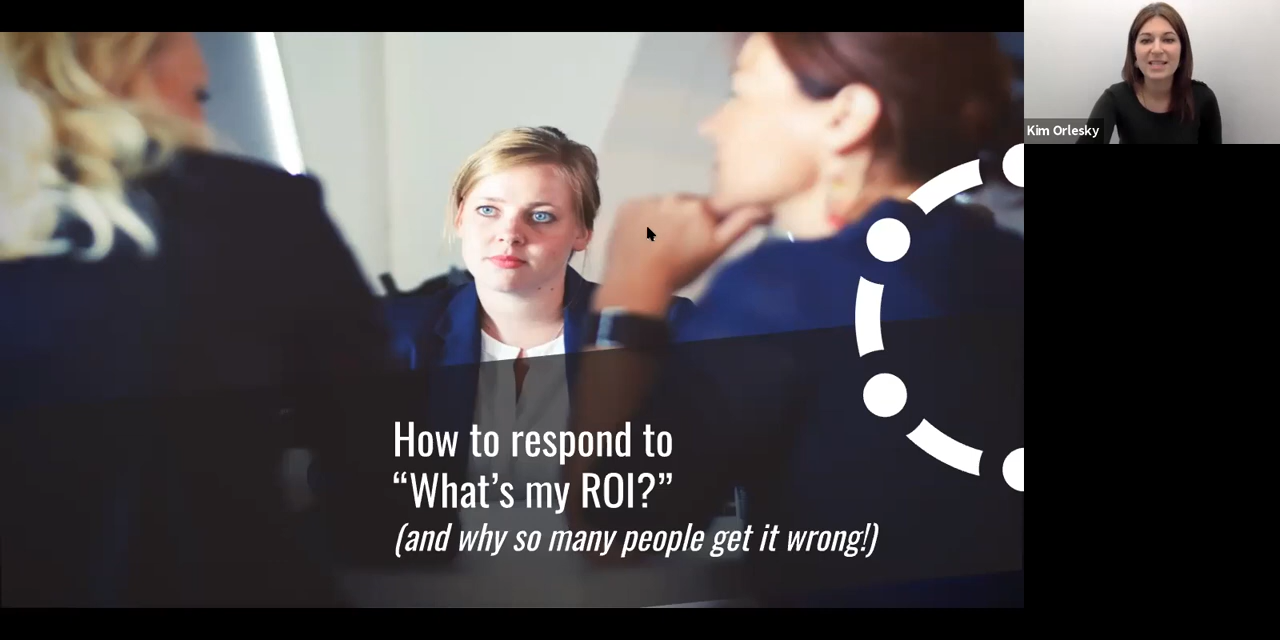 Kim Orlesky
How to respond to
“What’s my ROI?”
(and why so many people get it wrong!)